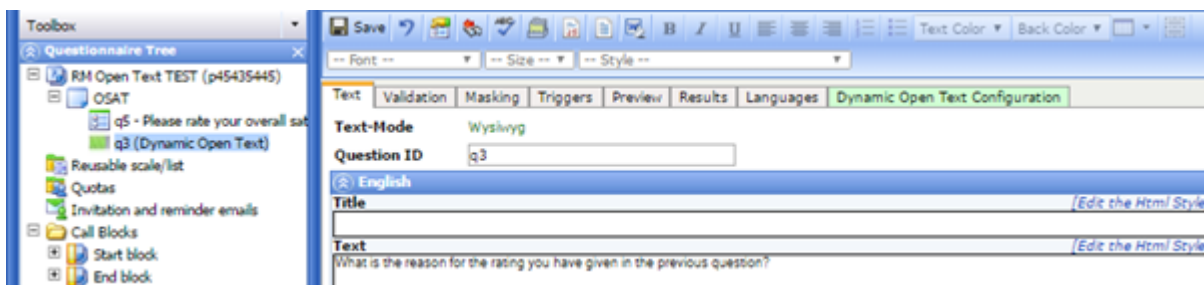 Toolbox
Questionnaire Tree
RM Open Text TEST (p45435445)
OSAT
q5 - Please rate your overall sat
q3 (Dynamic Open Text)
Reusable scale/list
Quotas
Invitation and reminder emails
Call Blocks
Start block
End block
Save B I U Text Color Back Color
-- Font -- -- Size -- -- Style --
Text Validation Masking Triggers Preview Results Languages Dynamic Open Text Configuration
Text-Mode Wysiwyg
Question ID q3
English
Title [Edit the Html Style
Text [Edit the Html Style
What is the reason for the rating you have given in the previous question?